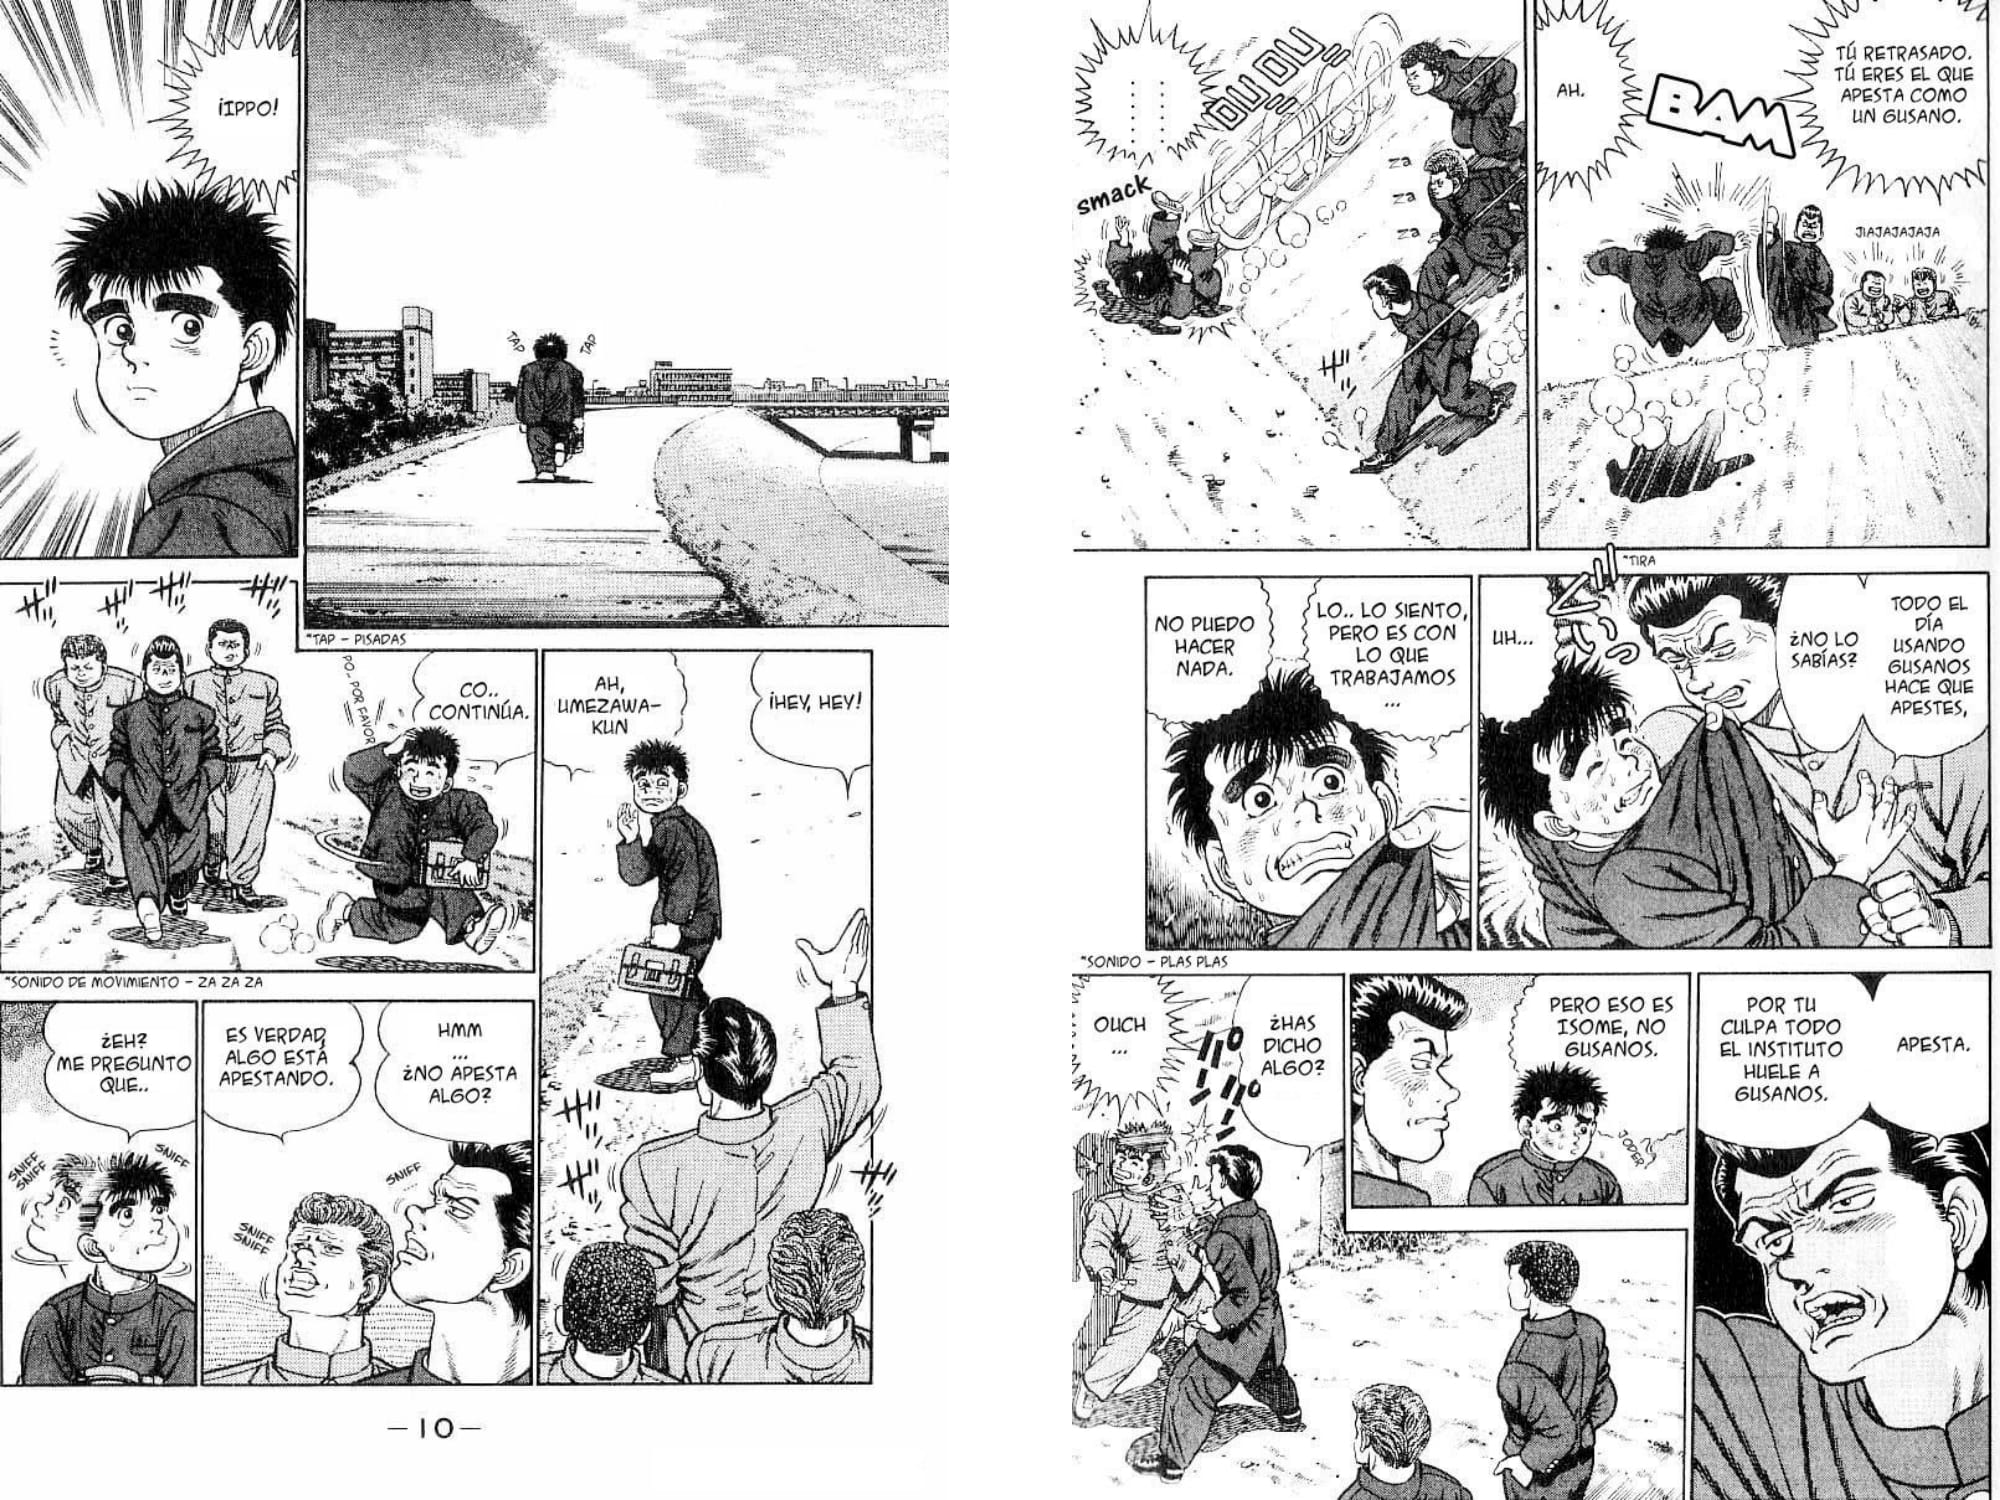 ¡IPPO!
TAP
TAP
*TAP - PISADAS
¡HEY, HEY!
AH,
UMEZAWA-
KUN
CO..
CONTINÚA.
PO.. POR FAVOR
*SONIDO DE MOVIMIENTO - ZA ZA ZA
HMM
...
¿NO APESTA
ALGO?
SNIFF
...
ES VERDAD,
ALGO ESTÁ
APESTANDO.
SNIFF
SNIFF
¿EH?
ME PREGUNTO
QUE..
SNIFF
SNIFF
SNIFF
-10-
TÚ RETRASADO.
TÚ ERES EL QUE
APESTA COMO
UN GUSANO.
BAM
JIAJAJAJAJA
AH.
DU DU DU
za
za
za
smack
*TIRA
TODO EL
DÍA
USANDO
GUSANOS
HACE QUE
APESTES,
¿NO LO
SABÍAS?
UH...
LO.. LO SIENTO,
PERO ES CON
LO QUE
TRABAJAMOS
...
NO PUEDO
HACER
NADA.
*SONIDO - PLAS PLAS
APESTA.
POR TU
CULPA TODO
EL INSTITUTO
HUELE A
GUSANOS.
PERO ESO ES
ISOME, NO
GUSANOS.
JODER
¿HAS
DICHO
ALGO?
OUCH
...